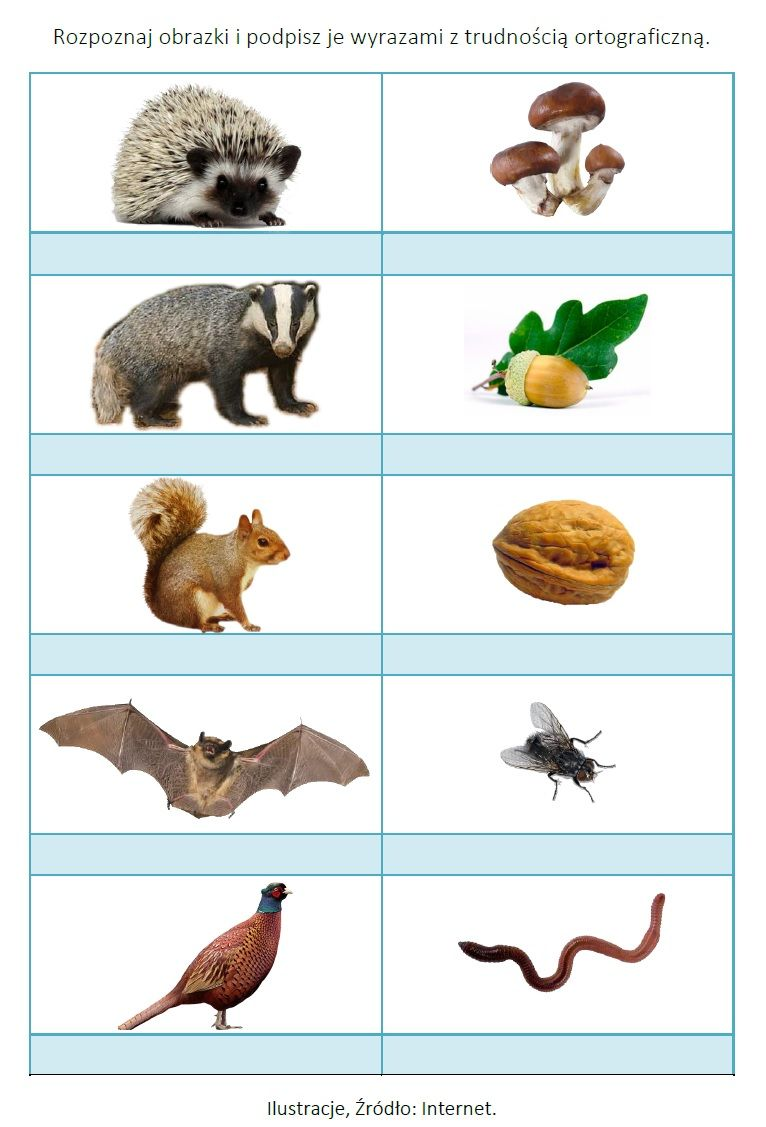 Rozpoznaj obrazki i podpisz je wyrazami z trudnością ortograficzną.
Ilustracje, Źródło: Internet.